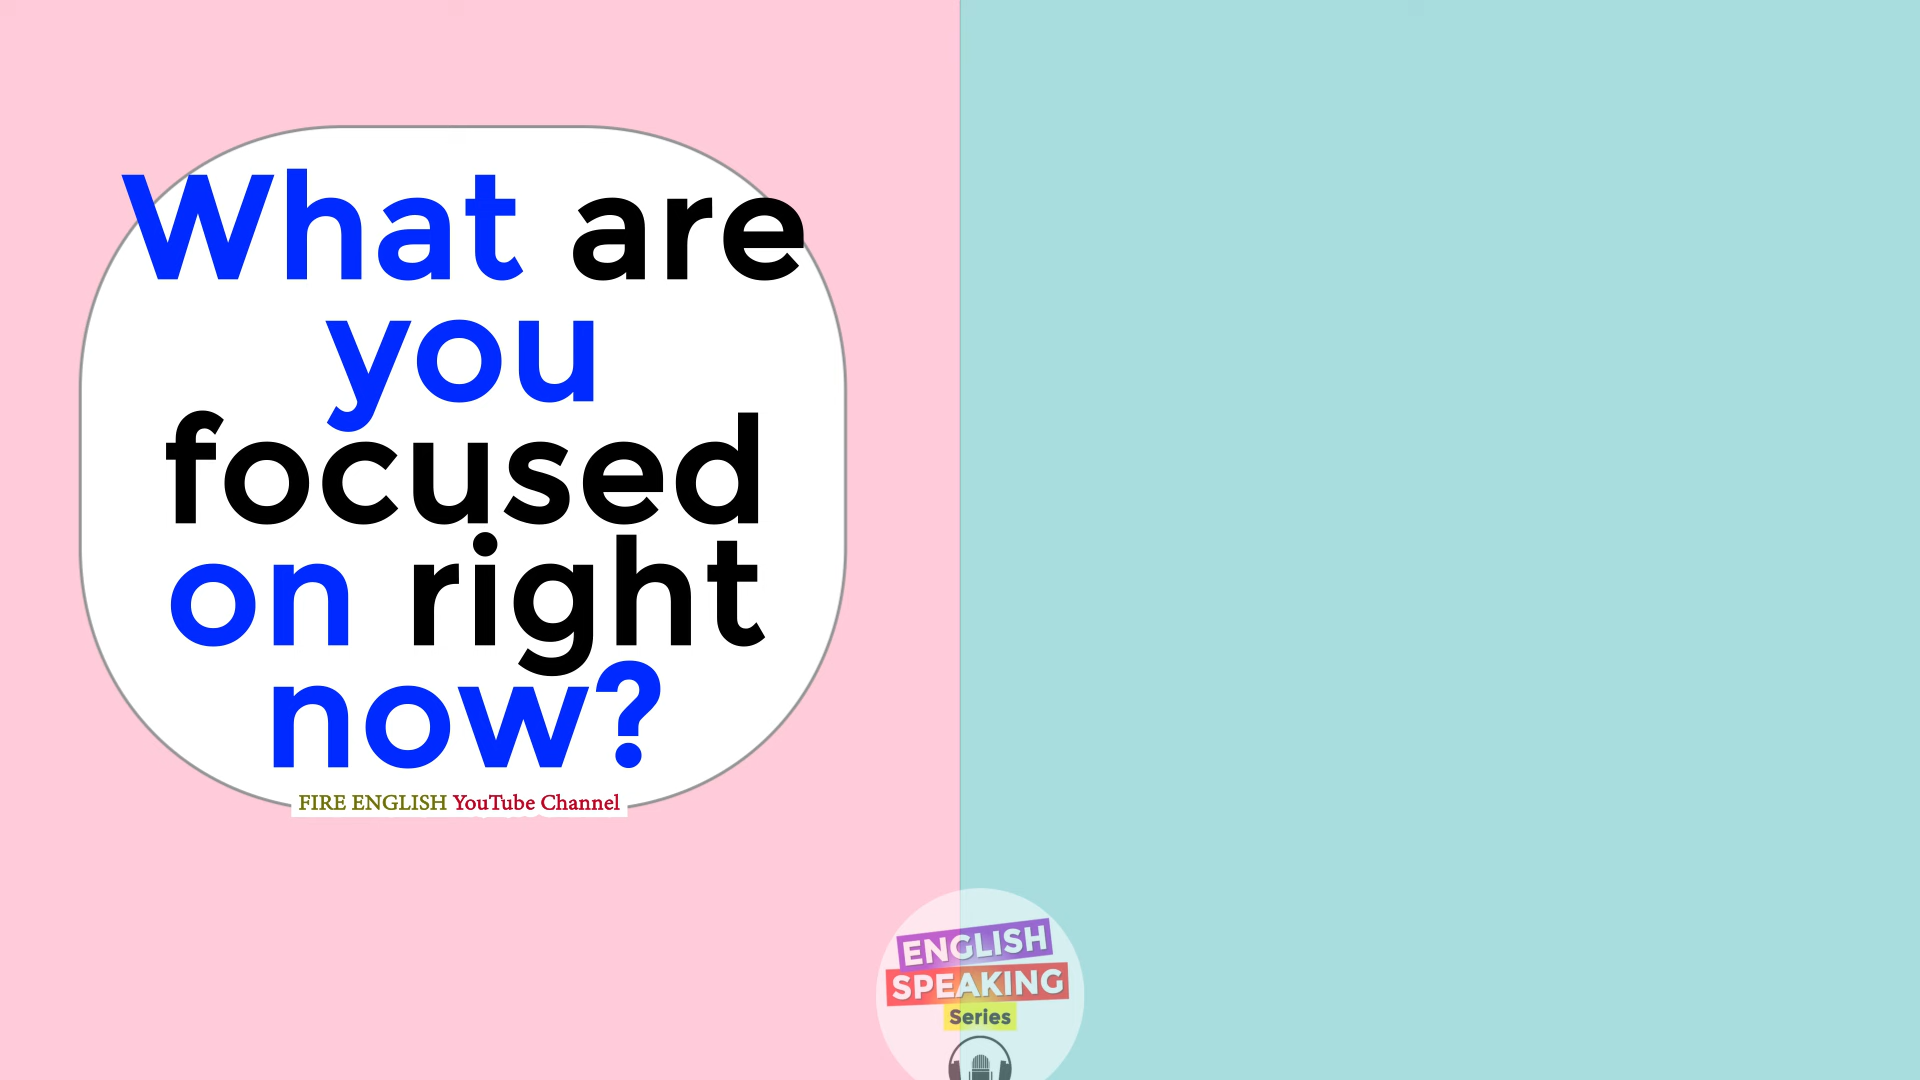 What are
you
focused
on right
now?
FIRE ENGLISH YouTube Channel
ENGLISH
SPEAKING
Series